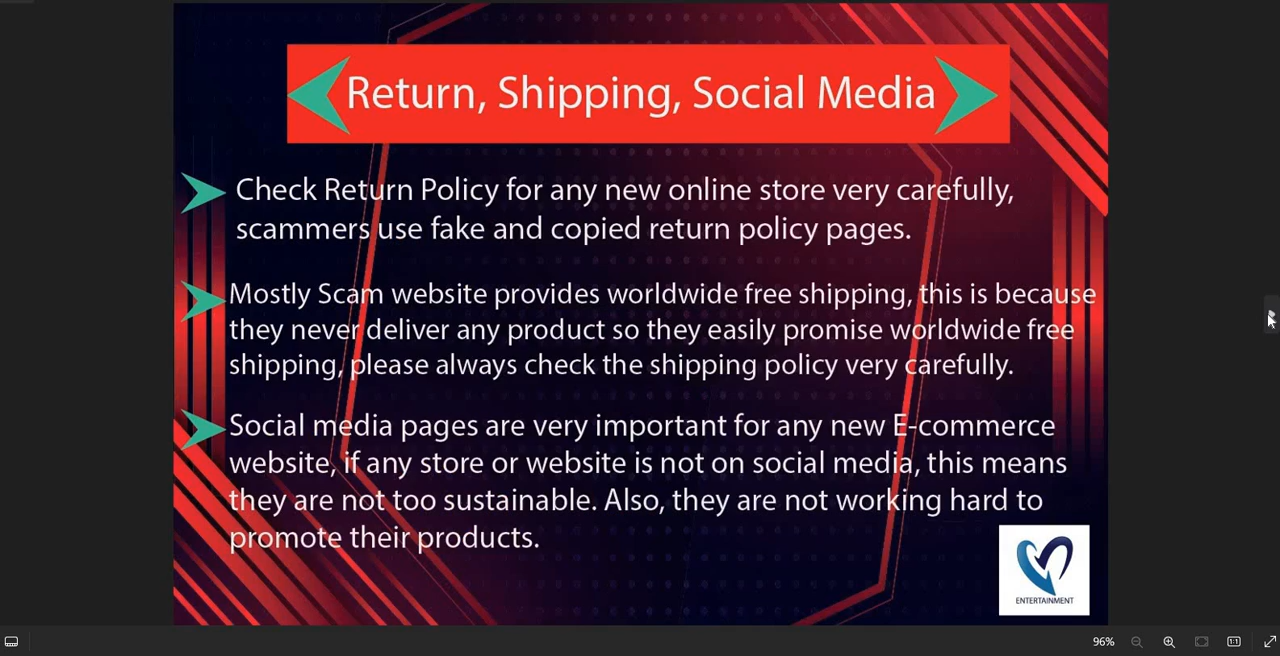 Return, Shipping, Social Media
Check Return Policy for any new online store very carefully,
scammers use fake and copied return policy pages.
Mostly Scam website provides worldwide free shipping, this is because
they never deliver any product so they easily promise worldwide free
shipping, please always check the shipping policy very carefully.
Social media pages are very important for any new E-commerce
website, if any store or website is not on social media, this means
they are not too sustainable. Also, they are not working hard to
promote their products.
ENTERTAINMENT
96%
1:1